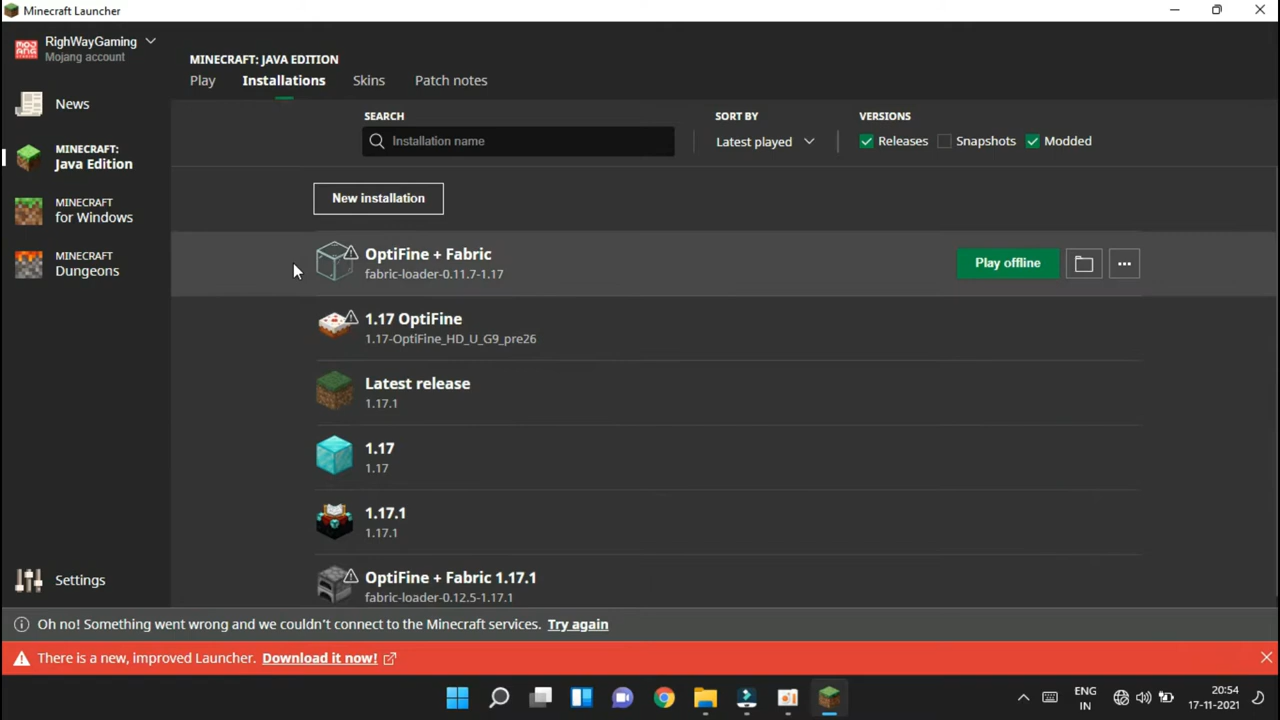 Minecraft Launcher
RighWayGaming
Mojang account
MOJ
ANG
News
MINECRAFT:
Java Edition
MINECRAFT
for Windows
MINECRAFT
Dungeons
Settings
MINECRAFT: JAVA EDITION
Play Installations Skins Patch notes
SEARCH
Installation name
SORT BY
Latest played
VERSIONS
Releases Snapshots Modded
New installation
OptiFine + Fabric
fabric-loader-0.11.7-1.17
Play offline
1.17 OptiFine
1.17-OptiFine_HD_U_G9_pre26
Latest release
1.17.1
1.17
1.17
1.17.1
1.17.1
OptiFine + Fabric 1.17.1
fabric-loader-0.12.5-1.17.1
Oh no! Something went wrong and we couldn't connect to the Minecraft services. Try again
There is a new, improved Launcher. Download it now!
ENG
IN
20:54
17-11-2021